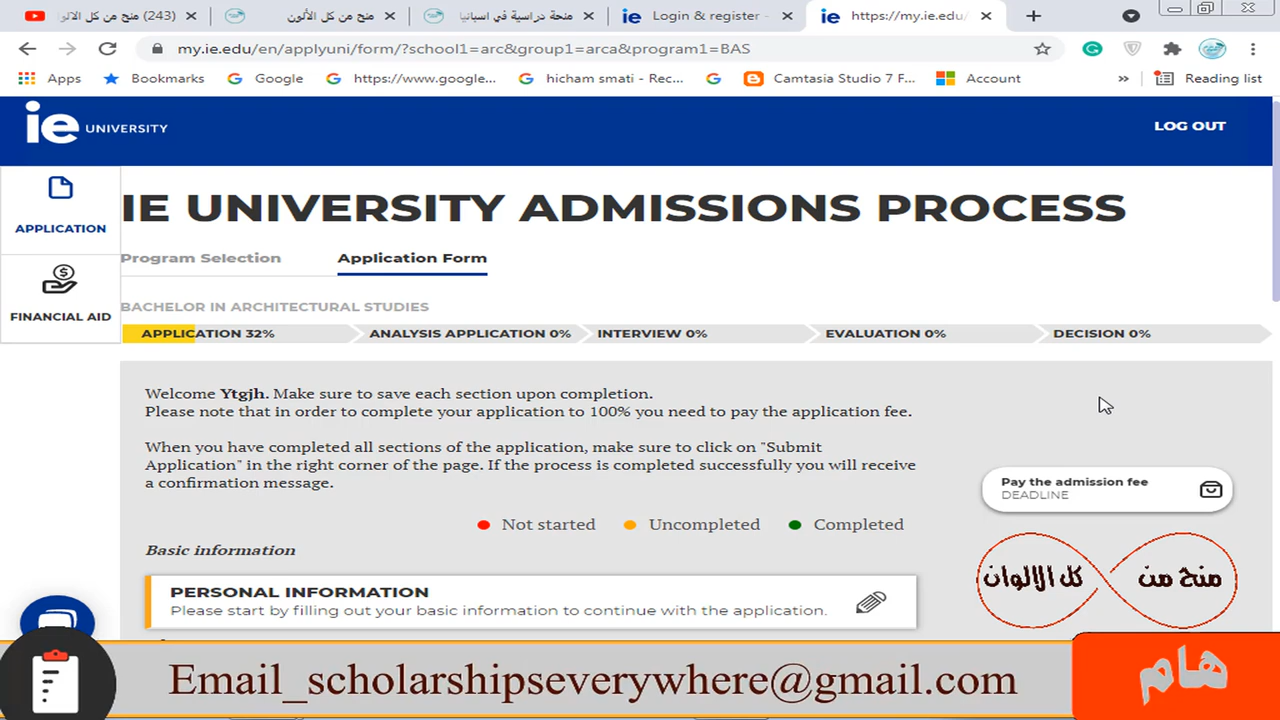 (243) منح من كل الالوا
منح من كل الألون
منحة دراسية في اسبانيا
Login & register -
https://my.ie.edu/
my.ie.edu/en/applyuni/form/?school1=arc&group1=arca&program1=BAS
Apps
Bookmarks
Google
https://www.google...
hicham smati - Rec...
Camtasia Studio 7 F...
Account
»
Reading list
ie UNIVERSITY
LOG OUT
APPLICATION
FINANCIAL AID
IE UNIVERSITY ADMISSIONS PROCESS
Program Selection
Application Form
BACHELOR IN ARCHITECTURAL STUDIES
APPLICATION 32%
ANALYSIS APPLICATION 0%
INTERVIEW 0%
EVALUATION 0%
DECISION 0%
Welcome Ytgjh. Make sure to save each section upon completion.
Please note that in order to complete your application to 100% you need to pay the application fee.
When you have completed all sections of the application, make sure to click on "Submit
Application" in the right corner of the page. If the process is completed successfully you will receive
a confirmation message.
Pay the admission fee
DEADLINE
Not started
Uncompleted
Completed
Basic information
PERSONAL INFORMATION
Please start by filling out your basic information to continue with the application.
منح من كل الالوان
Email_scholarshipseverywhere@gmail.com
هام